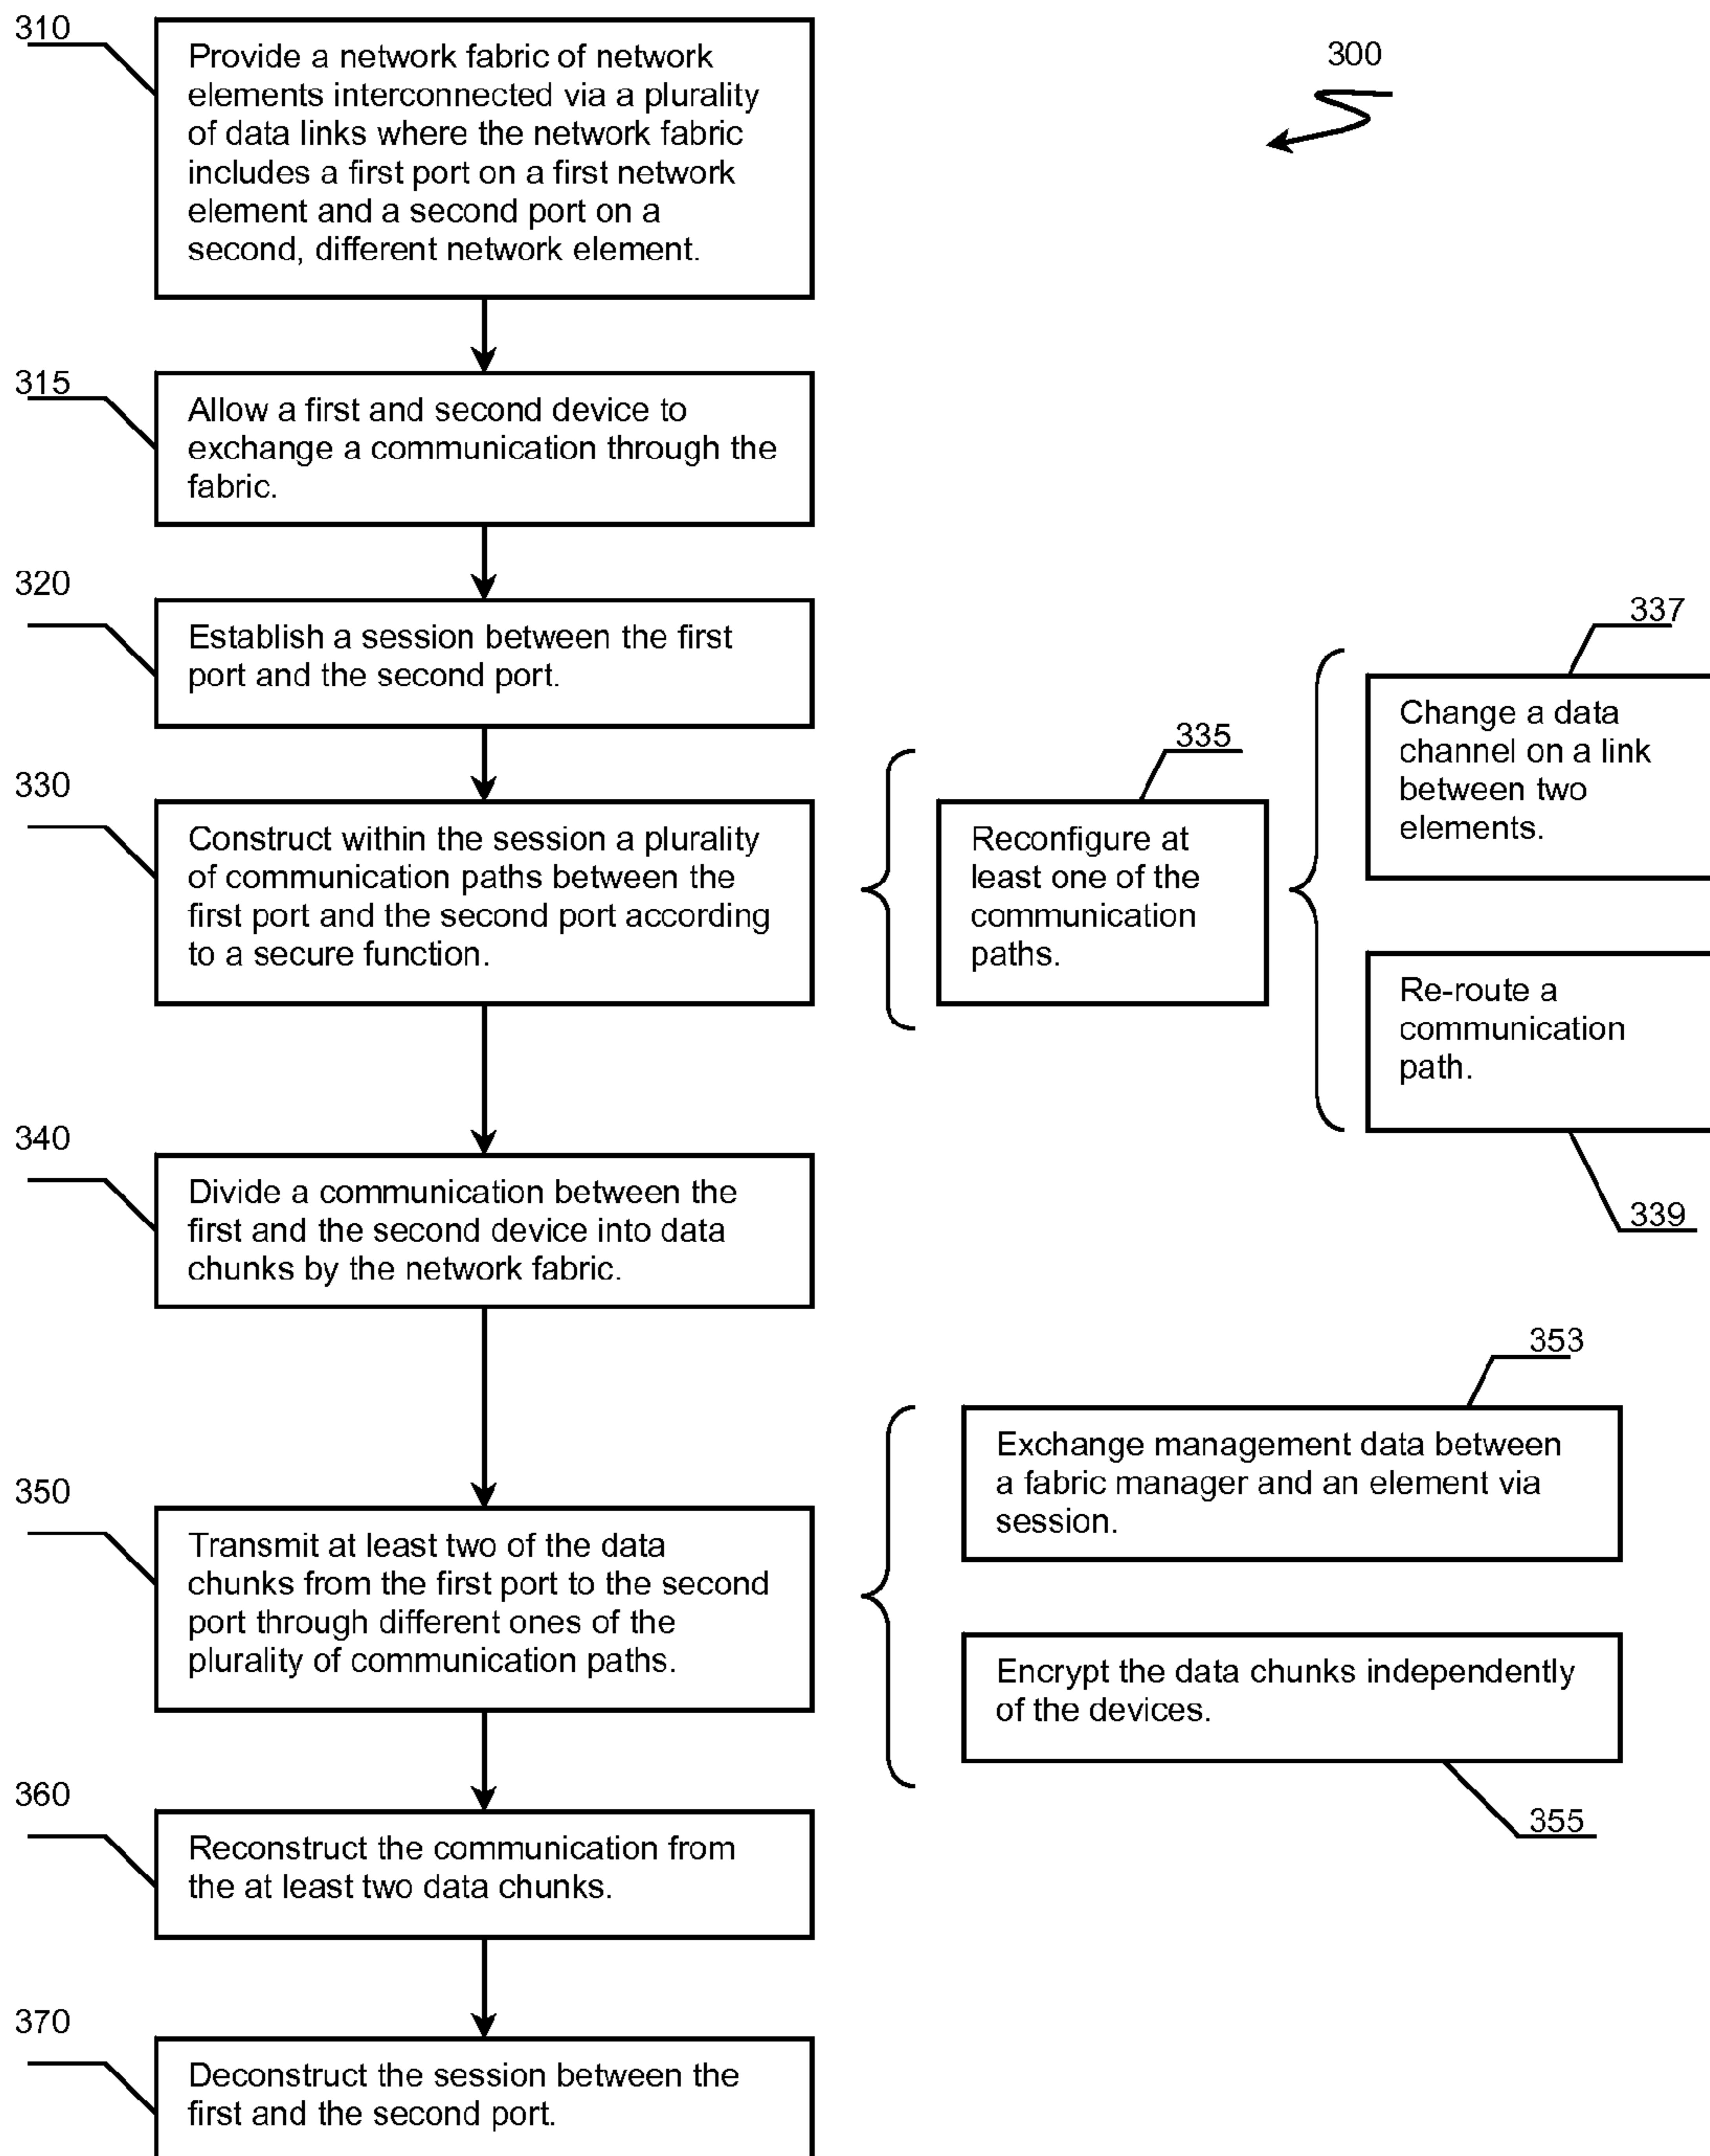 310
Provide a network fabric of network
elements interconnected via a plurality
of data links where the network fabric
includes a first port on a first network
element and a second port on a
second, different network element.
300
315
Allow a first and second device to
exchange a communication through the
fabric.
320
Establish a session between the first
port and the second port.
330
Construct within the session a plurality
of communication paths between the
first port and the second port according
to a secure function.
335
Reconfigure at
least one of the
communication
paths.
337
Change a data
channel on a link
between two
elements.
Re-route a
communication
path.
339
340
Divide a communication between the
first and the second device into data
chunks by the network fabric.
350
Transmit at least two of the data
chunks from the first port to the second
port through different ones of the
plurality of communication paths.
353
Exchange management data between
a fabric manager and an element via
session.
Encrypt the data chunks independently
of the devices.
355
360
Reconstruct the communication from
the at least two data chunks.
370
Deconstruct the session between the
first and the second port.